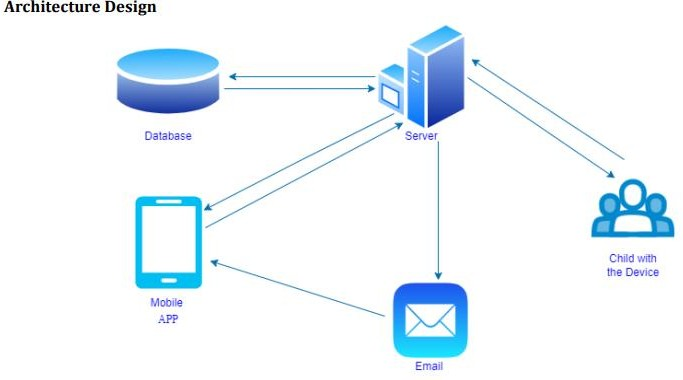 Architecture Design
Database
Server
Child with
the Device
Mobile
APP
Email